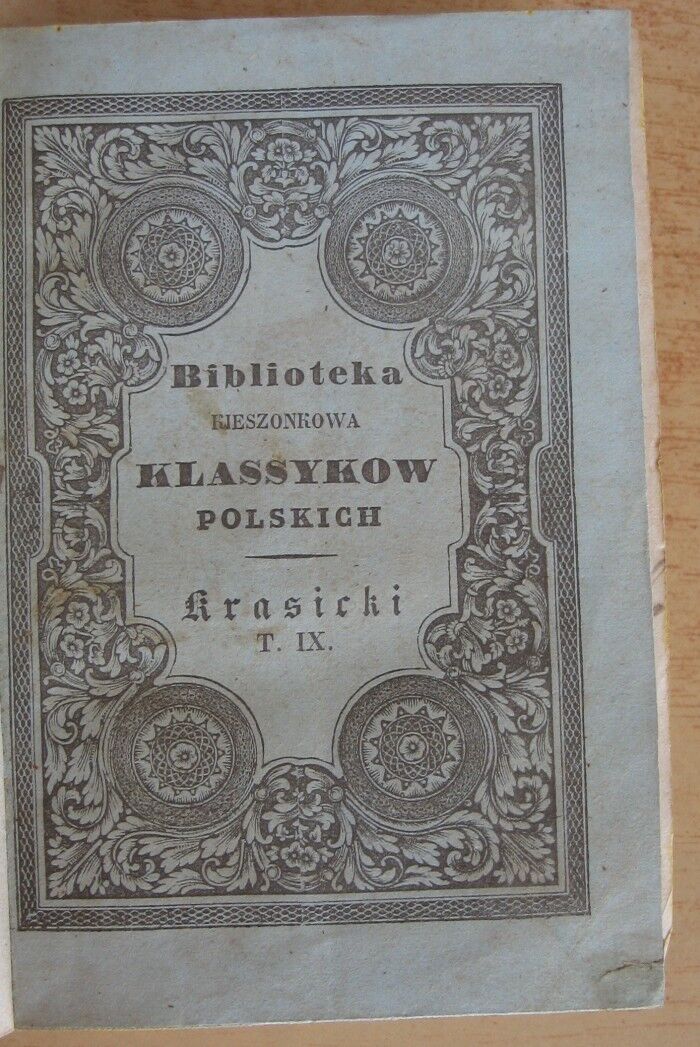 Biblioteka
KIESZONKOWA
KLASSYKOW
POLSKICH
Krasicki
T. IX.